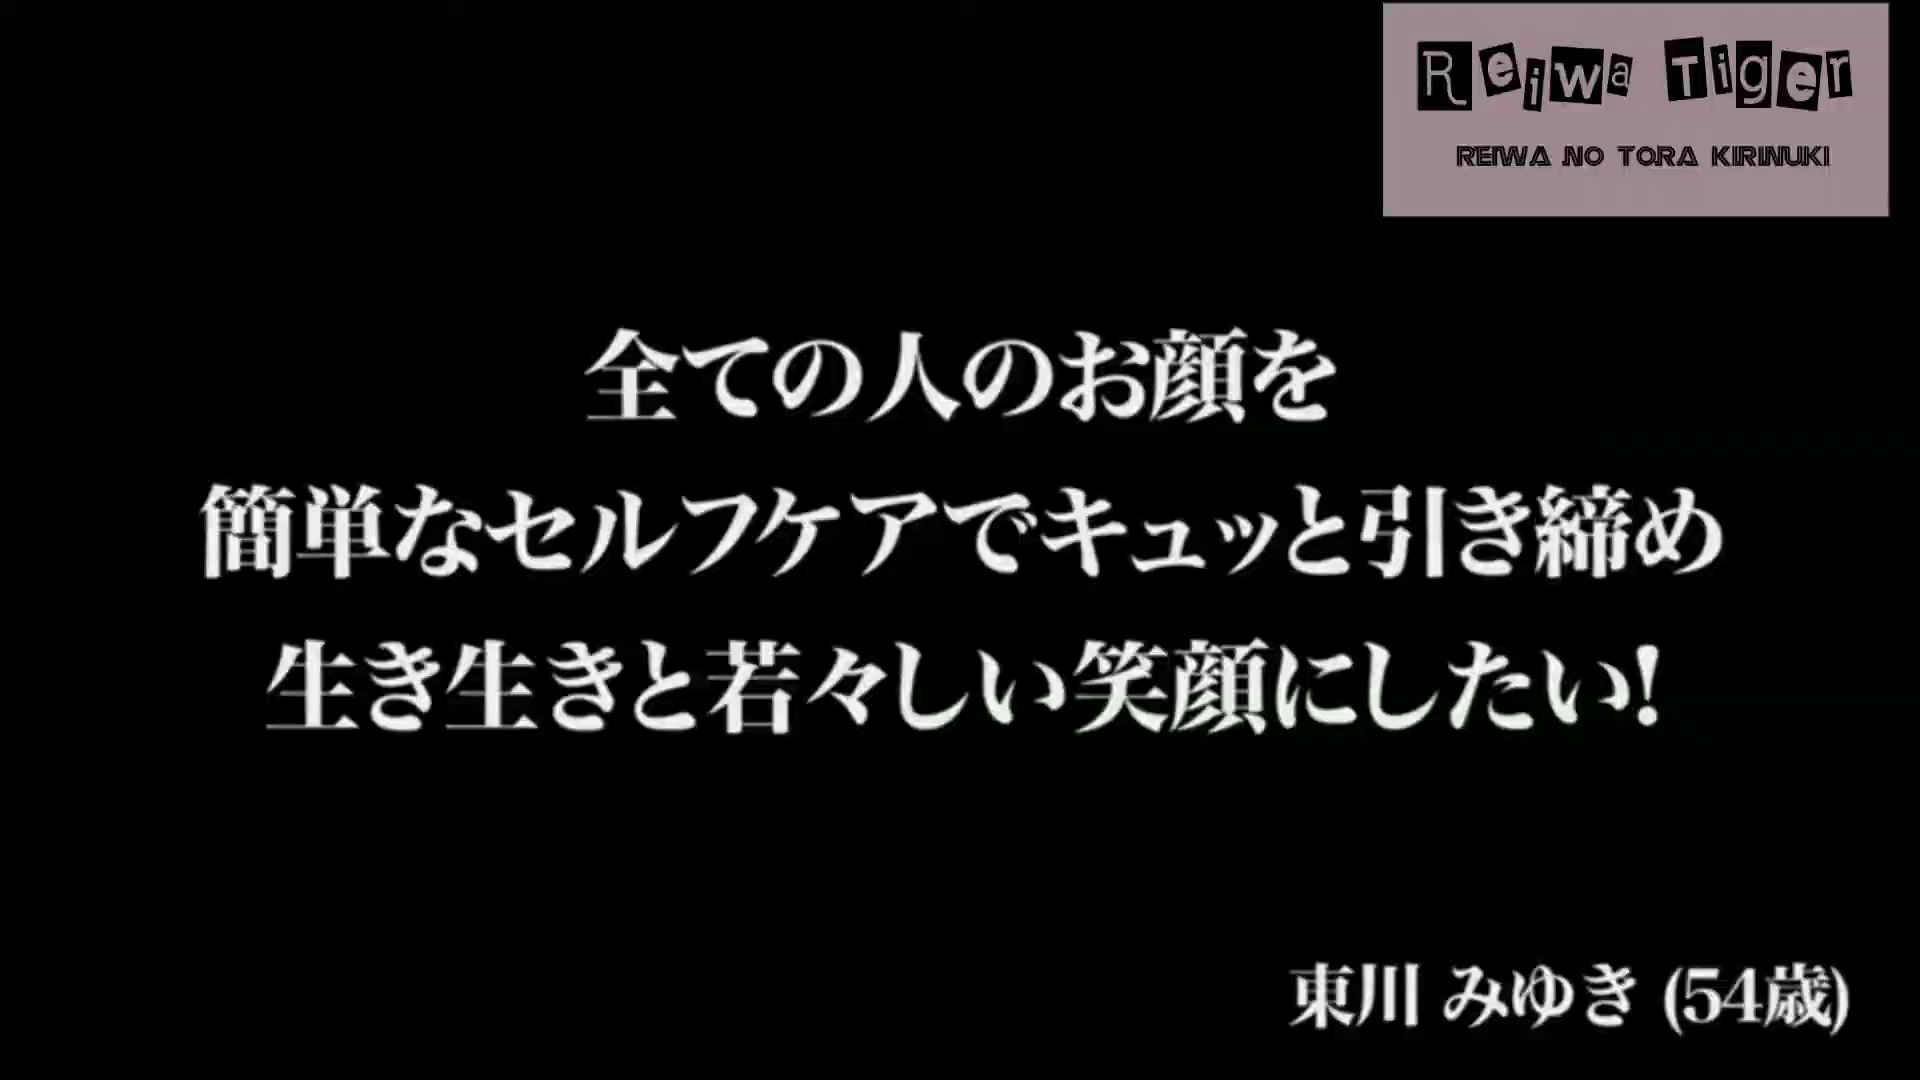 Reiwa Tiger
REIWA NO TORA KIRINUKI
全ての人のお顔を
簡単なセルフケアでキュッと引き締め
生き生きと若々しい笑顔にしたい!
東川 みゆき (54歳)